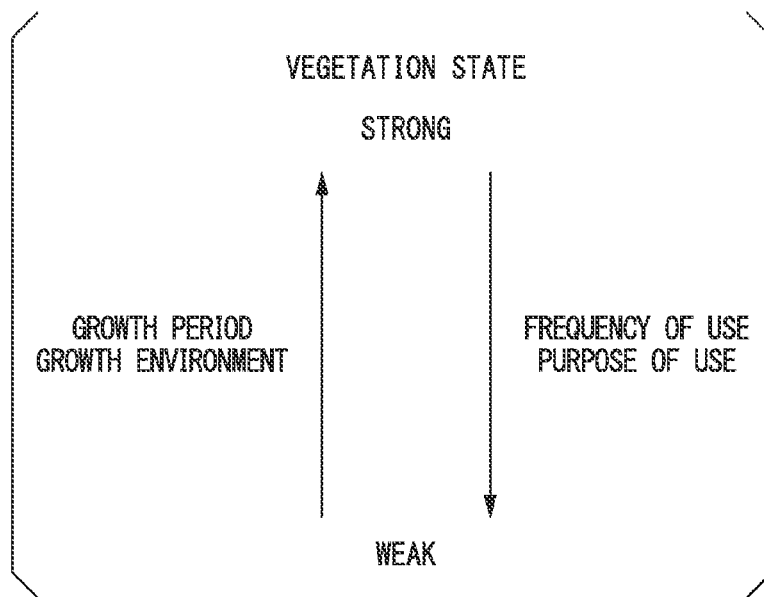 VEGETATION STATE
STRONG
GROWTH PERIOD
GROWTH ENVIRONMENT
FREQUENCY OF USE
PURPOSE OF USE
WEAK